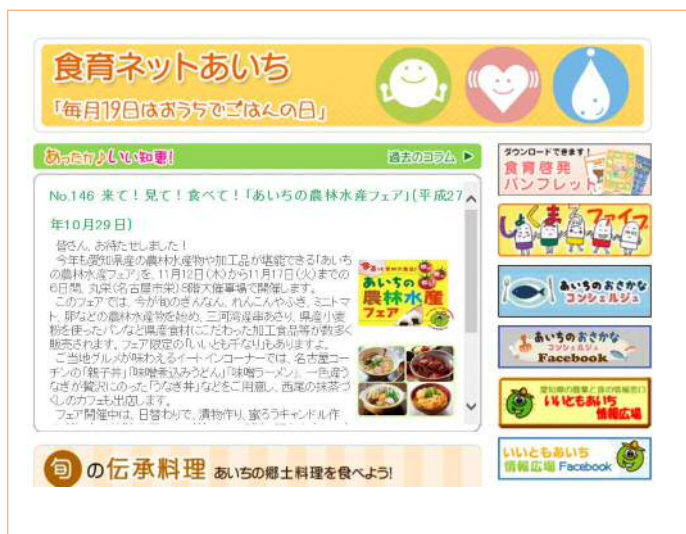 食育ネットあいち
「毎月19日はおうちでごはんの日」
あったか♪いい知恵!
過去のコラム ▶
No.146 来て!見て!食べて!「あいちの農林水産フェア」(平成27
年10月29日)
皆さん、お待たせしました!
今年も愛知県産の農林水産物や加工品が堪能できる「あいち
の農林水産フェア」を、11月12日(木)から11月17日(火)までの
6日間、丸栄(名古屋市栄)8階大催事場で開催します。
このフェアでは、今が旬のぎんなん、れんこんやふき、ミニトマ
ト、卵などの農林水産物を始め、三河湾産串あさり、県産小麦
粉を使ったパンなど県産食材にこだわった加工食品等が数多く
販売されます。フェア限定の「いいとも千なり」もありますよ。
ご当地グルメが味わえるイートインコーナーでは、名古屋コー
チンの「親子丼」「味噌煮込みうどん」「味噌ラーメン」、一色産う
なぎが贅沢にのった「うなぎ丼」などをご用意し、西尾の抹茶づ
くしのカフェも出店します。
フェア開催中は、日替わりで、漬物作り、蜜ろうキャンドル作
あいちの
農林水産
フェア
旬の伝承料理 あいちの郷土料理を食べよう!
ダウンロードできます!
食育啓発
パンフレット
しょくまるファイブ
あいちのおさかな
コンシェルジュ
あいちのおさかな
コンシェルジュ
Facebook
愛知県の農業と食の情報窓口
いいともあいち
情報広場
いいともあいち
情報広場 Facebook